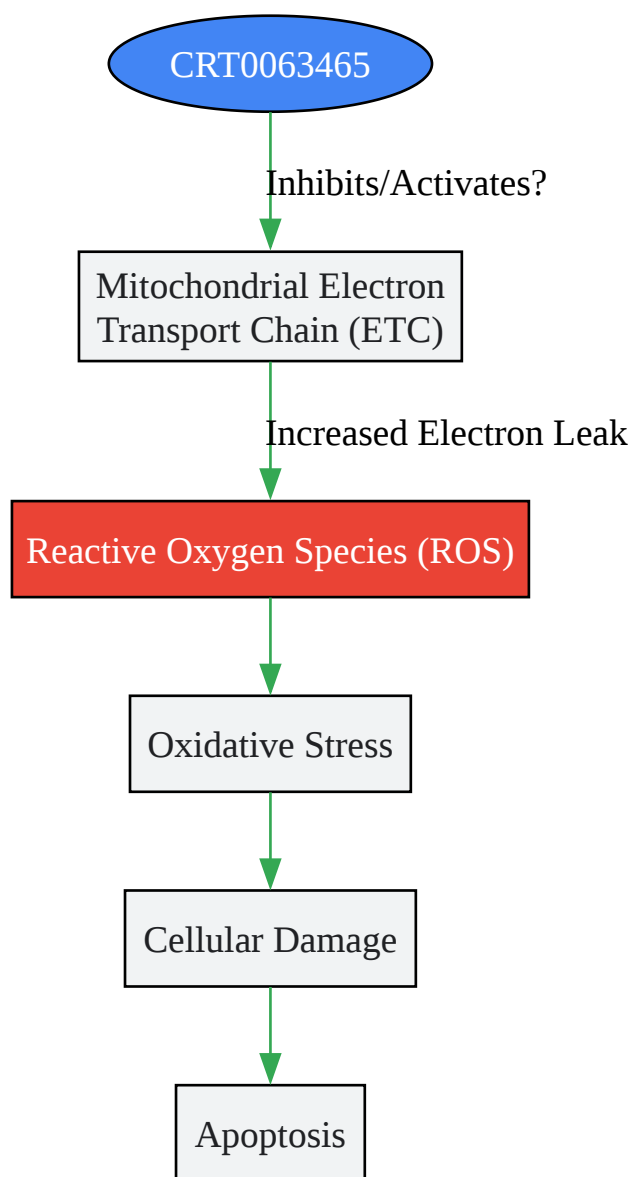 CRT0063465
Inhibits/Activates?
Mitochondrial Electron
Transport Chain (ETC)
Increased Electron Leak
Reactive Oxygen Species (ROS)
Oxidative Stress
Cellular Damage
Apoptosis